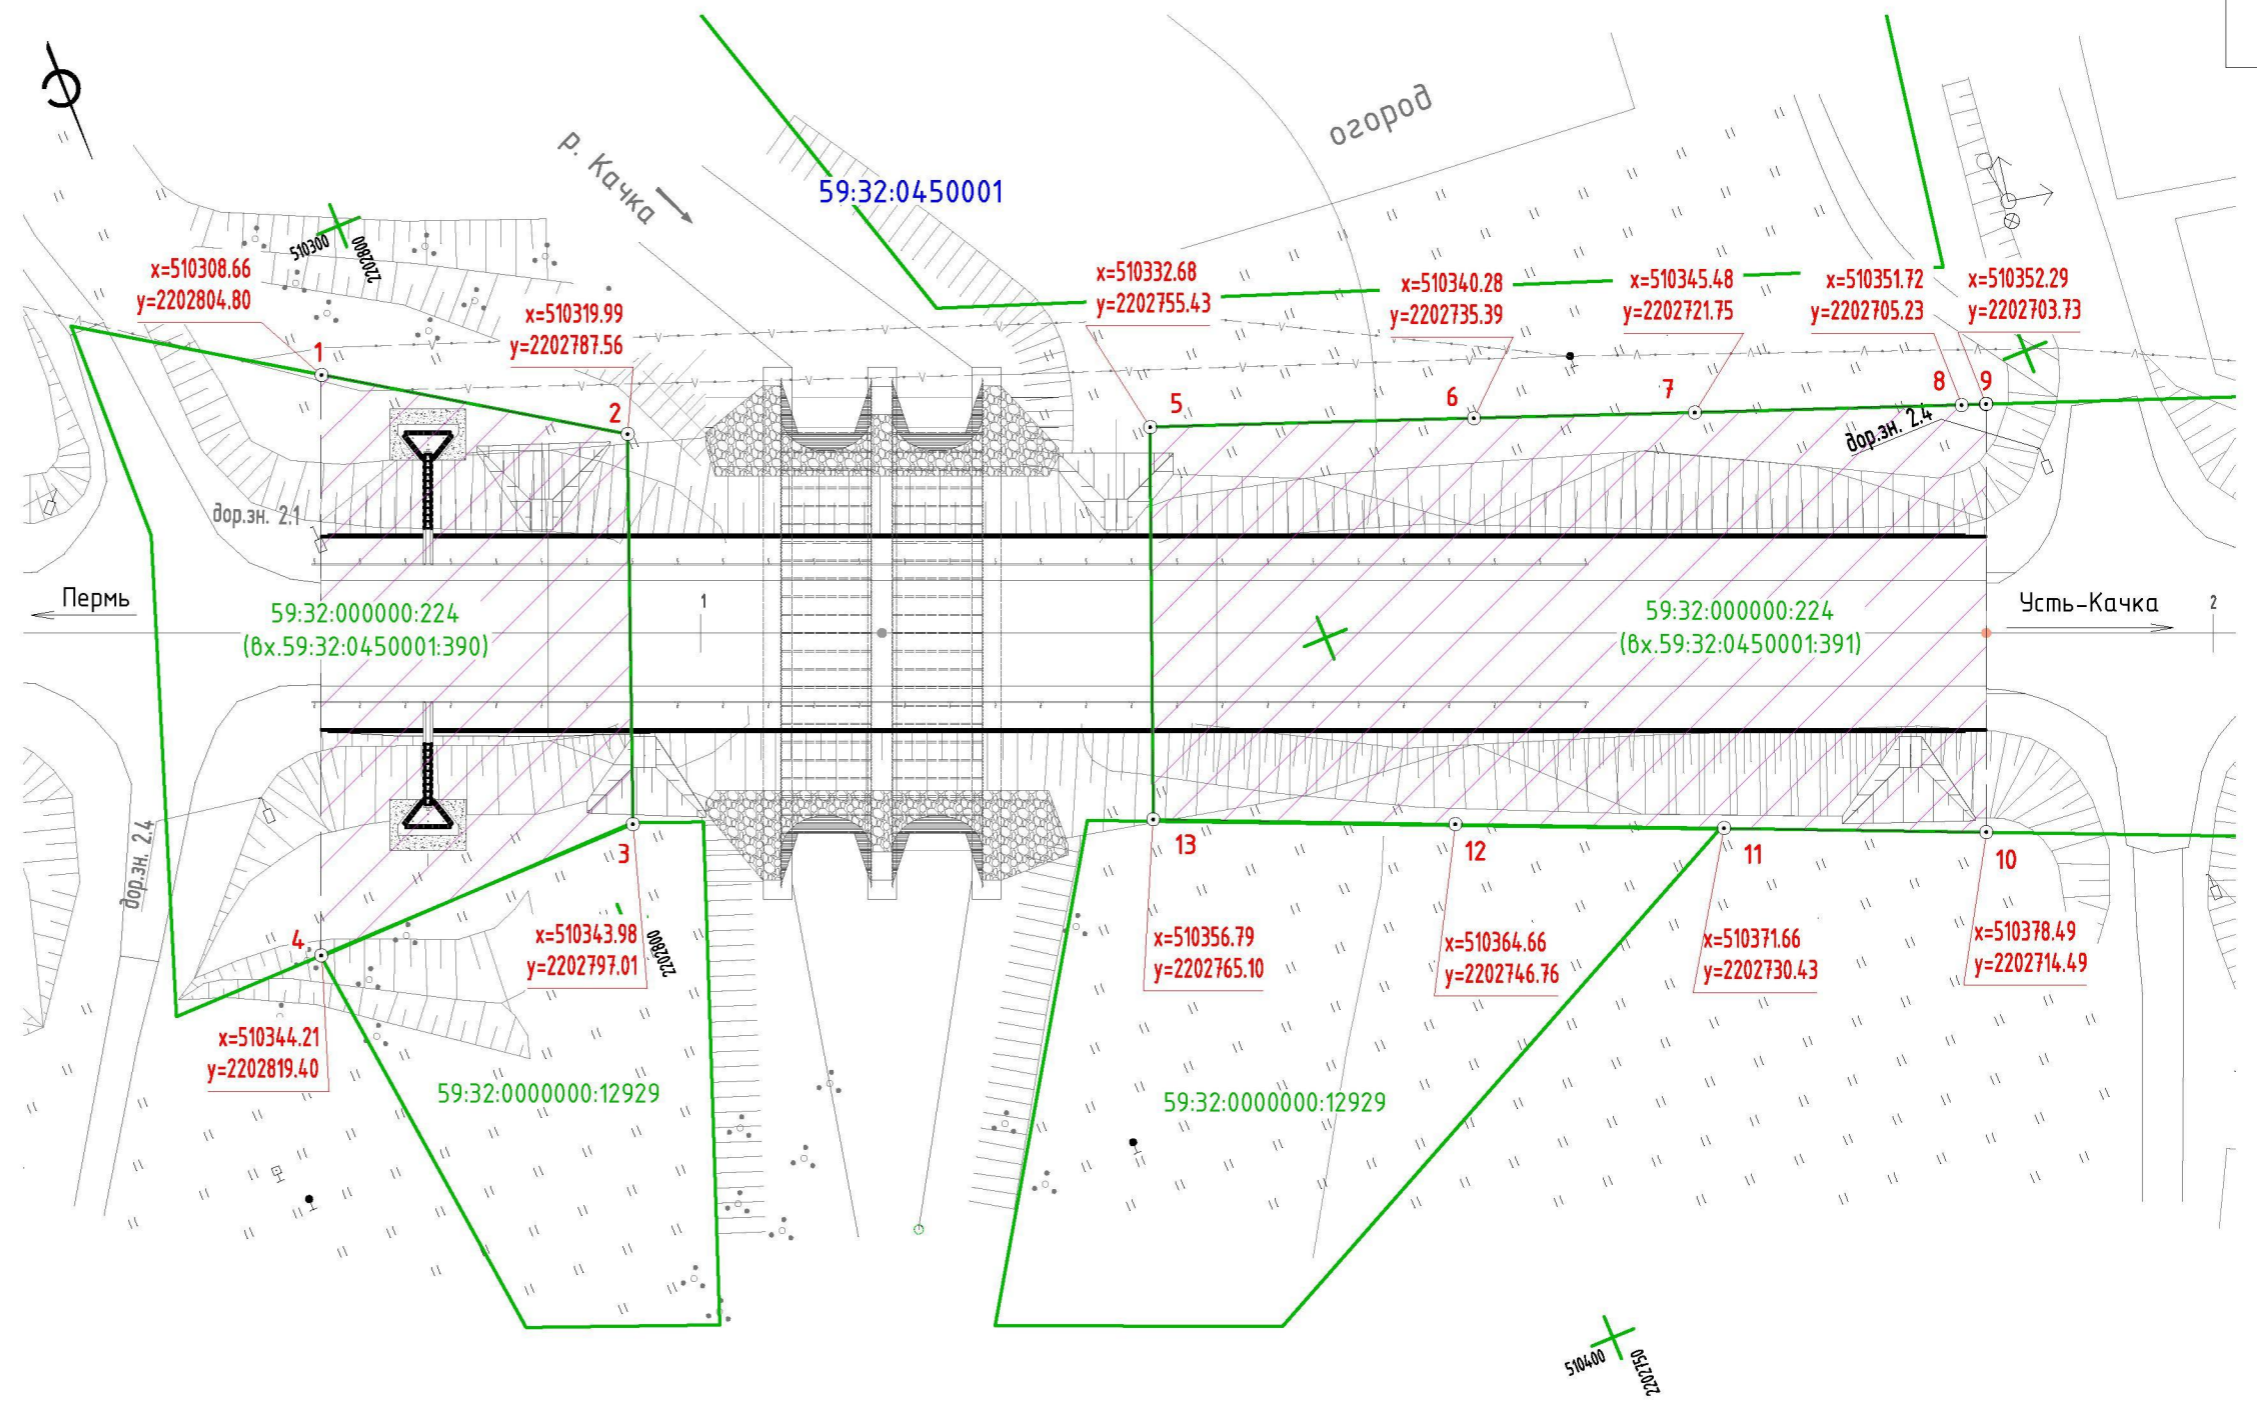 р. Качка
огород
59:32:0450001
510300
2202800
x=510308.66
y=2202804.80
x=510319.99
y=2202787.56
x=510332.68
y=2202755.43
x=510340.28
y=2202735.39
x=510345.48
y=2202721.75
x=510351.72
y=2202705.23
x=510352.29
y=2202703.73
1
2
5
6
7
8
9
дор.зн. 2.4
дор.зн. 2.1
Пермь
59:32:000000:224
(вх.59:32:0450001:390)
1
59:32:000000:224
(вх.59:32:0450001:391)
Усть-Качка
2
дор.зн. 2.4
3
4
13
12
11
10
x=510343.98
y=2202797.01
2202800
x=510356.79
y=2202765.10
x=510364.66
y=2202746.76
x=510371.66
y=2202730.43
x=510378.49
y=2202714.49
x=510344.21
y=2202819.40
59:32:0000000:12929
59:32:0000000:12929
510400
2202750